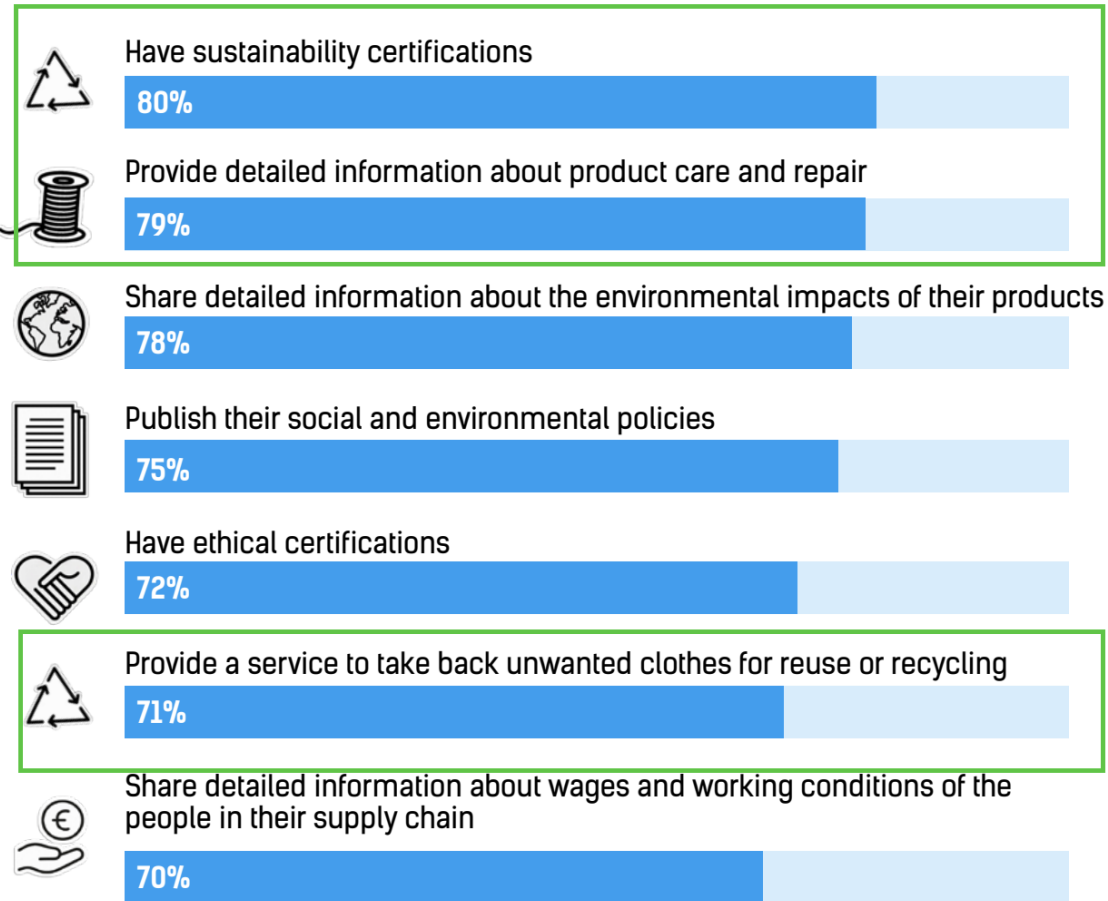 Have sustainability certifications
80%
Provide detailed information about product care and repair
79%
Share detailed information about the environmental impacts of their products
78%
Publish their social and environmental policies
75%
Have ethical certifications
72%
Provide a service to take back unwanted clothes for reuse or recycling
71%
Share detailed information about wages and working conditions of the
people in their supply chain
€
70%